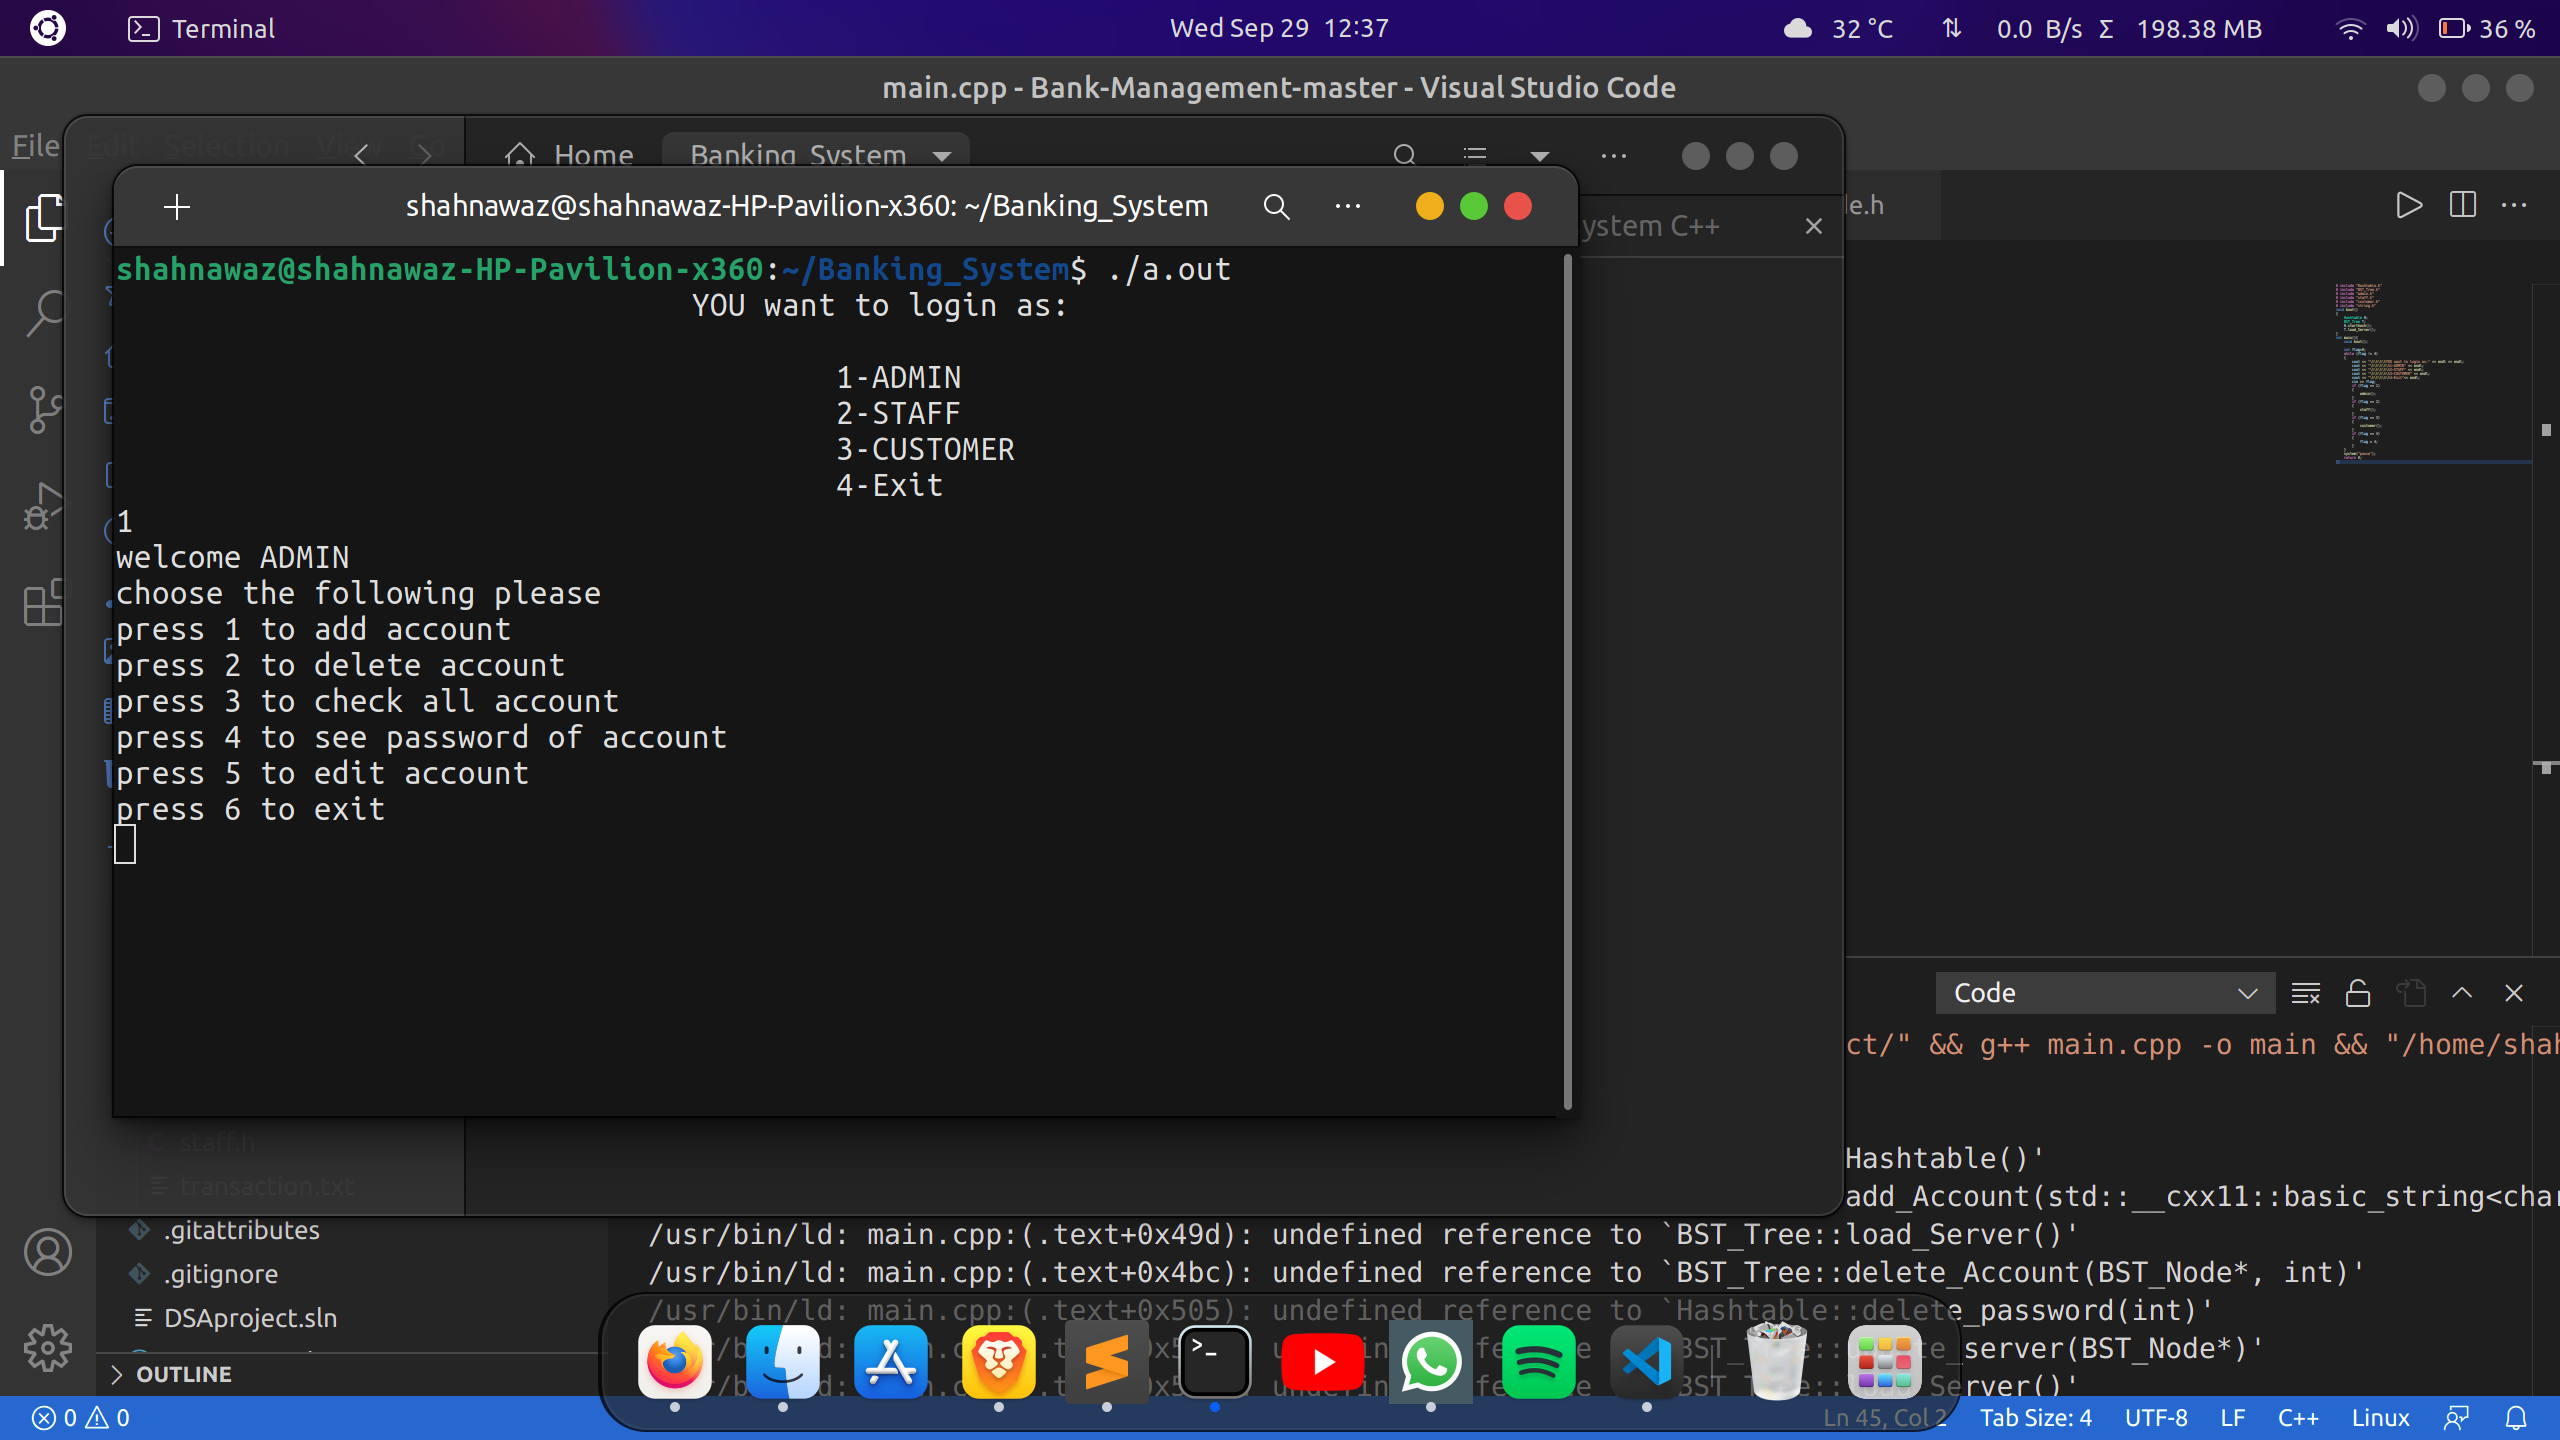 Terminal
Wed Sep 29 12:37
32 °C
0.0 B/s Σ 198.38 MB
36 %
main.cpp - Bank-Management-master - Visual Studio Code
File Edit Selection View Go
Home
Banking_System
shahnawaz@shahnawaz-HP-Pavilion-x360: ~/Banking_System
ystem C++
le.h
shahnawaz@shahnawaz-HP-Pavilion-x360:~/Banking_System$ ./a.out
YOU want to login as:
1-ADMIN
2-STAFF
3-CUSTOMER
4-Exit
1
welcome ADMIN
choose the following please
press 1 to add account
press 2 to delete account
press 3 to check all account
press 4 to see password of account
press 5 to edit account
press 6 to exit
Code
ct/" && g++ main.cpp -o main && "/home/shah
Hashtable()'
add_Account(std::__cxx11::basic_string<char
/usr/bin/ld: main.cpp:(.text+0x49d): undefined reference to `BST_Tree::load_Server()'
/usr/bin/ld: main.cpp:(.text+0x4bc): undefined reference to `BST_Tree::delete_Account(BST_Node*, int)'
/usr/bin/ld: main.cpp:(.text+0x505): undefined reference to `Hashtable::delete_password(int)'
server(BST_Node*)'
Server()'
staff.h
transaction.txt
.gitattributes
.gitignore
DSAproject.sln
OUTLINE
0 0
Ln 45, Col 2
Tab Size: 4
UTF-8
LF
C++
Linux